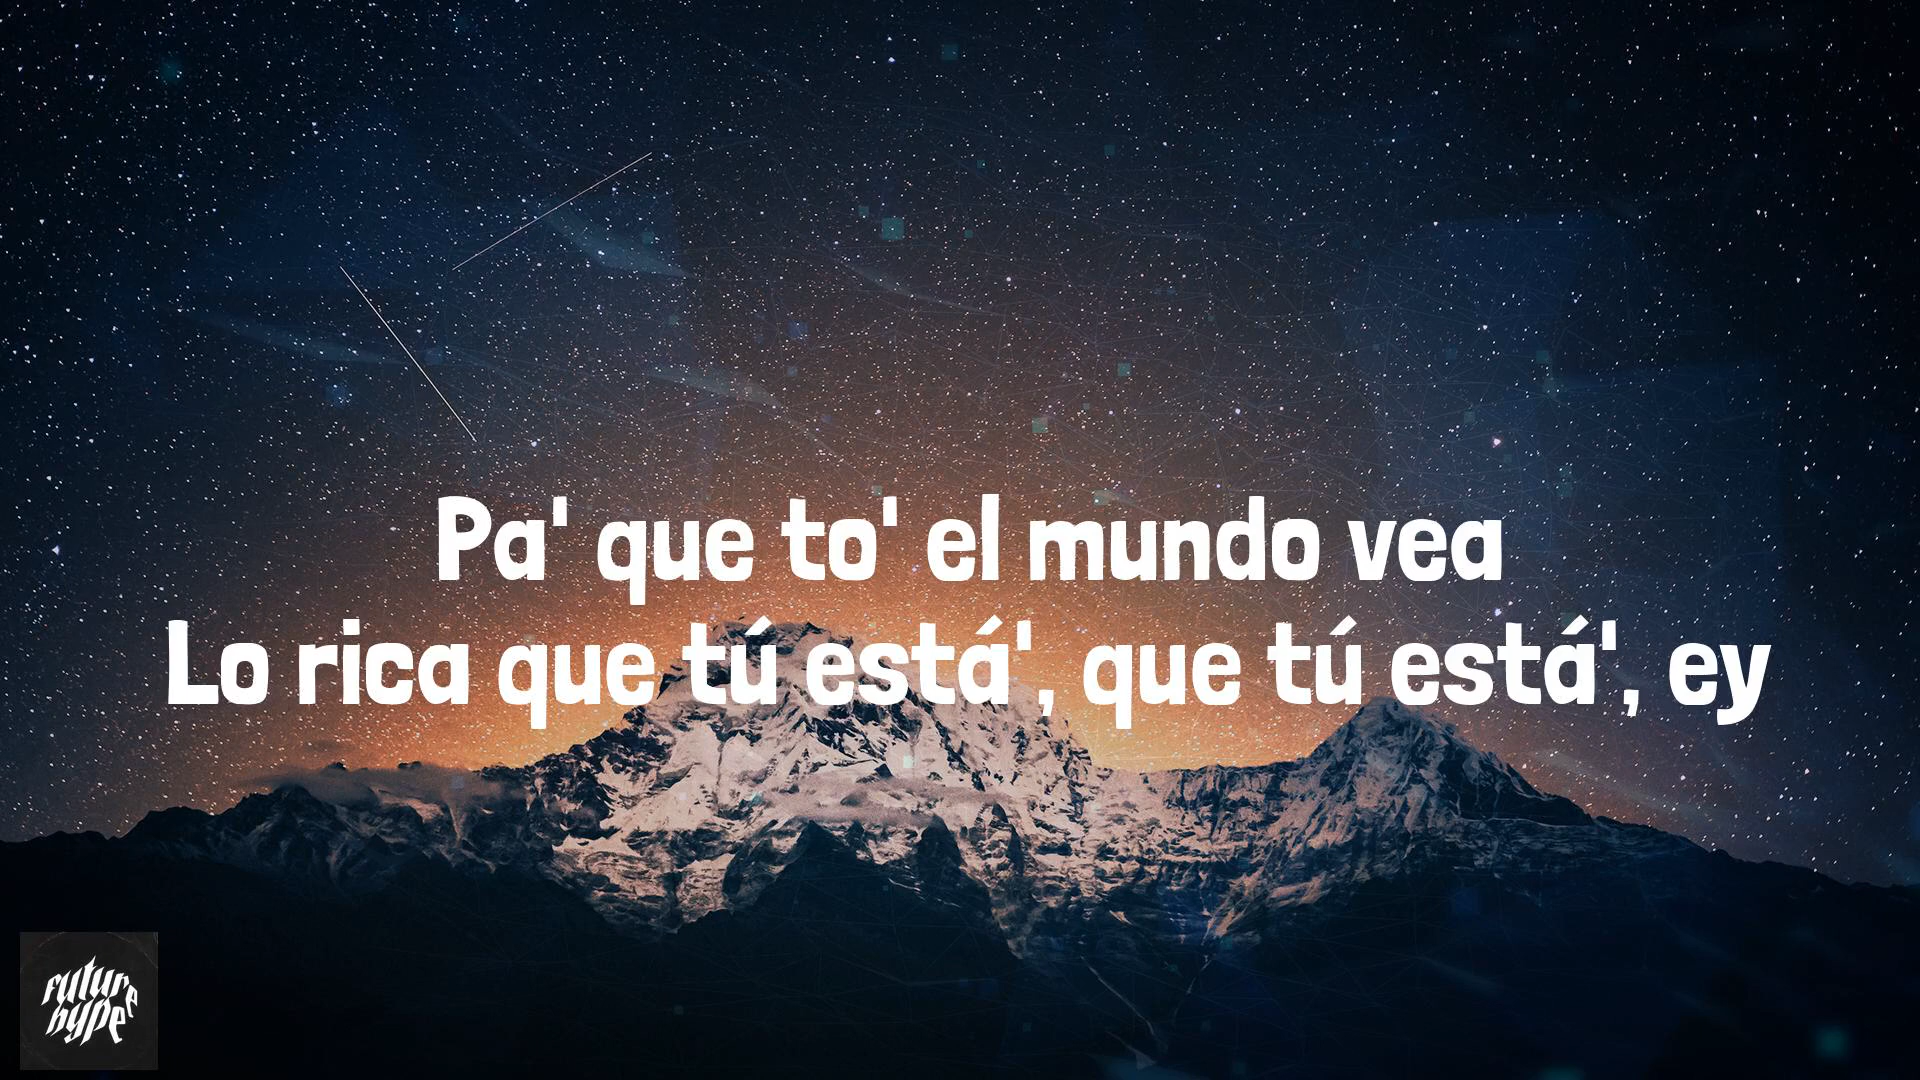 Pa' que to' el mundo vea
Lo rica que tú está', que tú está', ey
future
hype